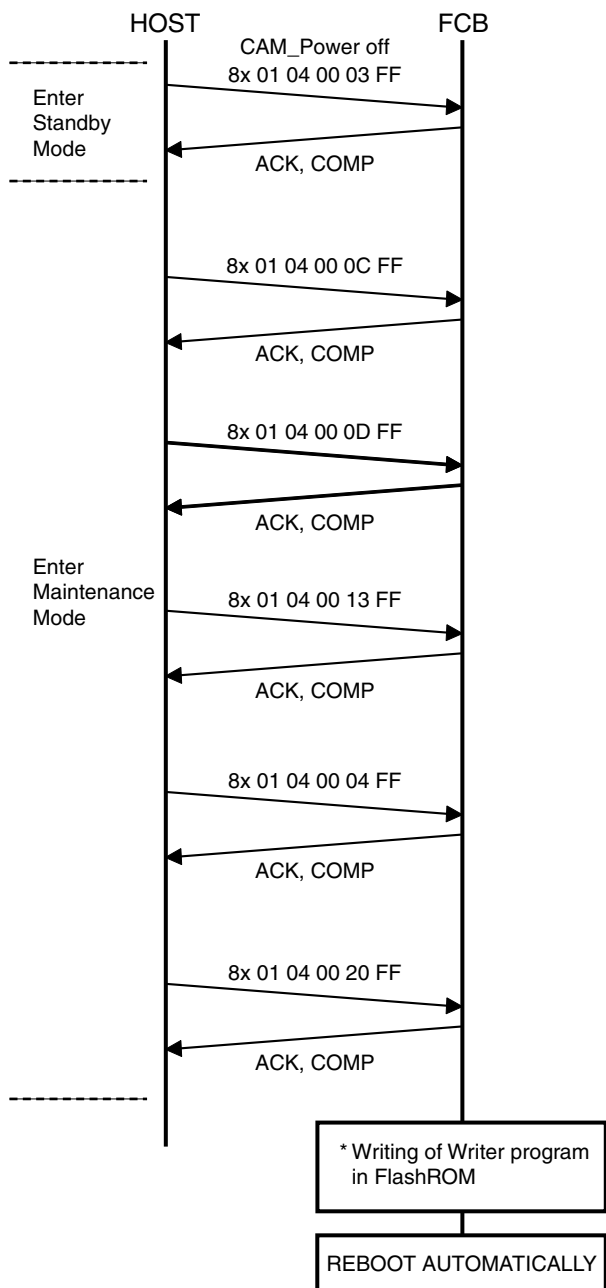 HOST
FCB
CAM_Power off
8x 01 04 00 03 FF
Enter
Standby
Mode
ACK, COMP
8x 01 04 00 0C FF
ACK, COMP
8x 01 04 00 0D FF
ACK, COMP
Enter
Maintenance
Mode
8x 01 04 00 13 FF
ACK, COMP
8x 01 04 00 04 FF
ACK, COMP
8x 01 04 00 20 FF
ACK, COMP
* Writing of Writer program
in FlashROM
REBOOT AUTOMATICALLY